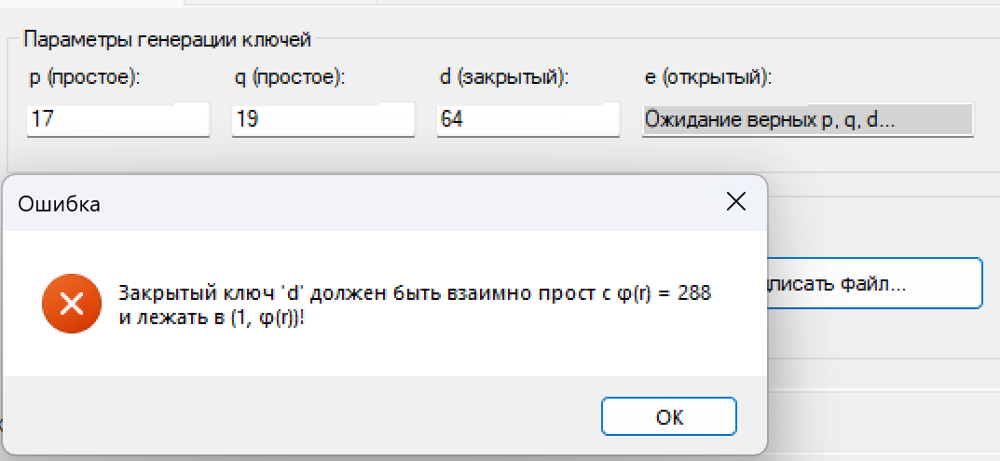 Параметры генерации ключей
p (простое): q (простое): d (закрытый): e (открытый):
17 19 64 Ожидание верных p, q, d...
Ошибка
Закрытый ключ 'd' должен быть взаимно прост с φ(r) = 288
и лежать в (1, φ(r))!
файл...
OK